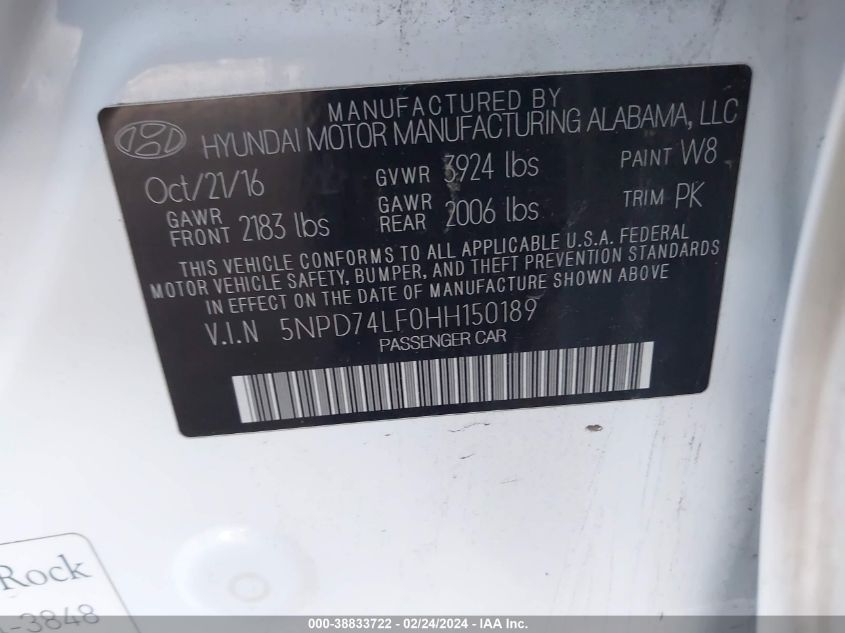 MANUFACTURED BY
HYUNDAI MOTOR MANUFACTURING ALABAMA, LLC
Oct/21/16 GVWR 3924 lbs PAINT W8
GAWR FRONT 2183 lbs GAWR REAR 2006 lbs TRIM PK
THIS VEHICLE CONFORMS TO ALL APPLICABLE U.S.A. FEDERAL
MOTOR VEHICLE SAFETY, BUMPER, AND THEFT PREVENTION STANDARDS
IN EFFECT ON THE DATE OF MANUFACTURE SHOWN ABOVE
V.I.N 5NPD74LF0HH150189
PASSENGER CAR
Rock
-3848
000-38833722 - 02/24/2024 - IAA Inc.